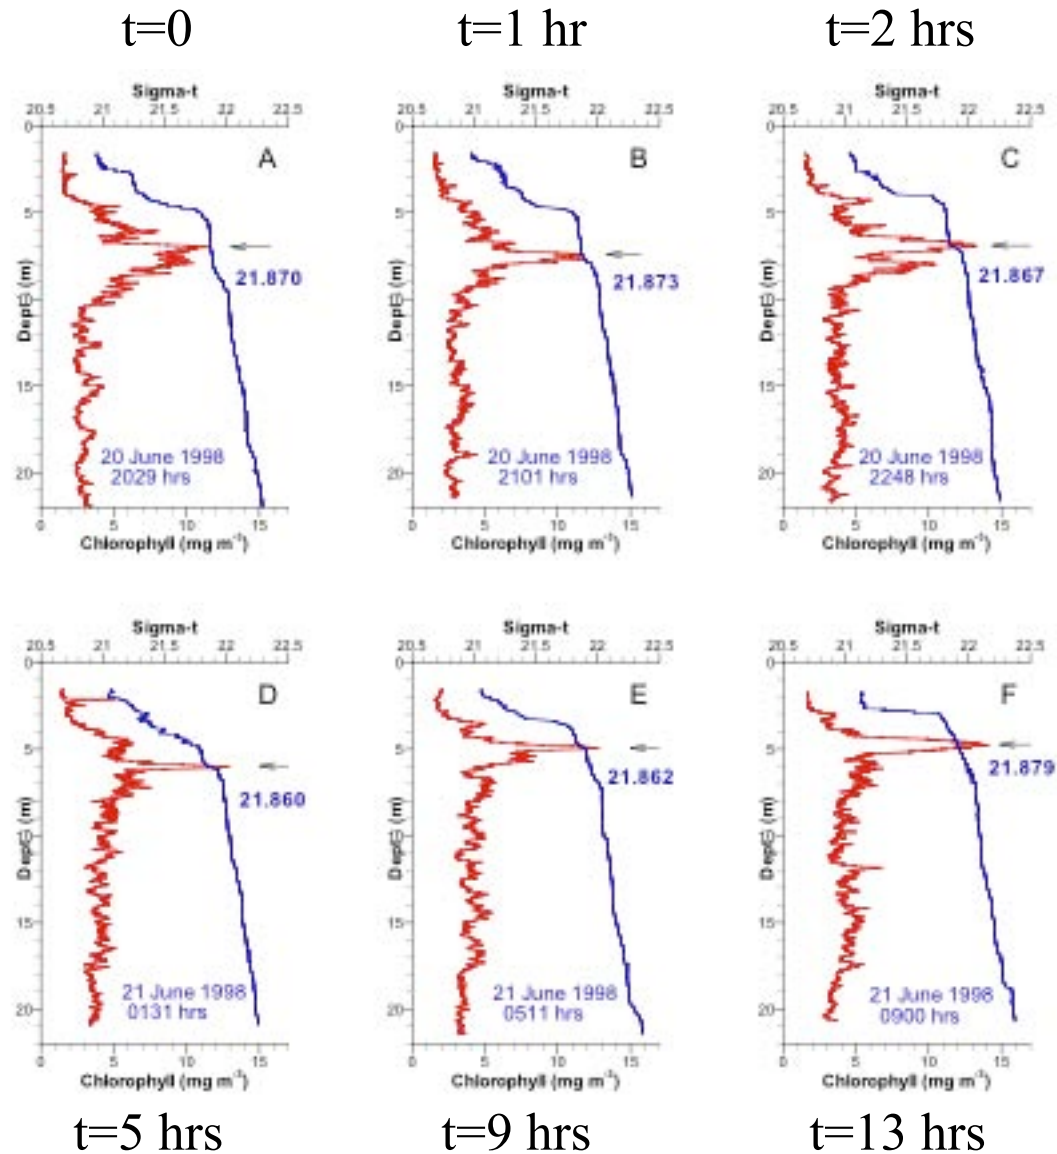 t=0 t=1 hr t=2 hrs
Sigma-t Sigma-t Sigma-t
20.5 21 21.5 22 22.5 20.5 21 21.5 22 22.5 20.5 21 21.5 22 22.5
0 0 0
A B C
5 5 5
21.870 21.873 21.867
(m) (m) (m)
10 10 10
15 15 15
20 June 1998 20 June 1998 20 June 1998
2029 hrs 2101 hrs 2248 hrs
20 20 20
0 5 10 15 0 5 10 15 0 5 10 15
Chlorophyll (mg m⁻³) Chlorophyll (mg m⁻³) Chlorophyll (mg m⁻³)
Sigma-t Sigma-t Sigma-t
20.5 21 21.5 22 22.5 20.5 21 21.5 22 22.5 20.5 21 21.5 22 22.5
0 0 0
D E F
5 5 5
21.860 21.862 21.879
(m) (m) (m)
10 10 10
15 15 15
21 June 1998 21 June 1998 21 June 1998
0131 hrs 0511 hrs 0900 hrs
20 20 20
0 5 10 15 0 5 10 15 0 5 10 15
Chlorophyll (mg m⁻³) Chlorophyll (mg m⁻³) Chlorophyll (mg m⁻³)
t=5 hrs t=9 hrs t=13 hrs